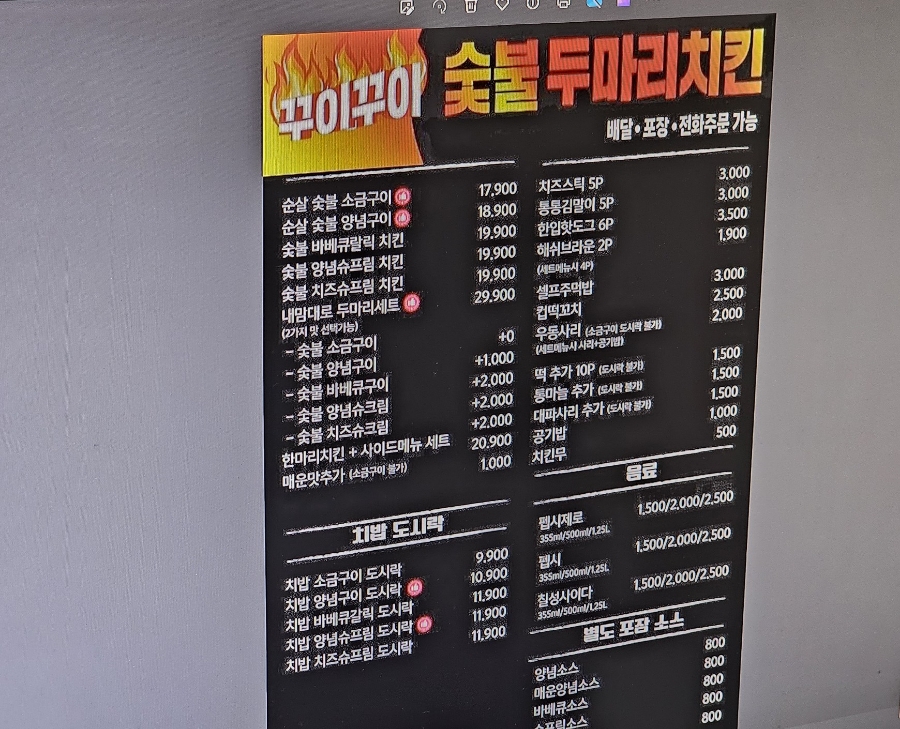 꾸이꾸이
숯불 두마리치킨
배달 • 포장 • 전화주문 가능
순살 숯불 소금구이 17,900
순살 숯불 양념구이 18,900
숯불 바베큐랄릭 치킨 19,900
숯불 양념슈프림 치킨 19,900
숯불 치즈슈프림 치킨 19,900
내맘대로 두마리세트 29,900
(2가지 맛 선택가능)
– 숯불 소금구이 +0
– 숯불 양념구이 +1,000
– 숯불 바베큐구이 +2,000
– 숯불 양념슈크림 +2,000
– 숯불 치즈슈크림 +2,000
한마리치킨 + 사이드메뉴 세트 20,900
매운맛추가 (소금구이 불가) 1,000
치밥 도시락
치밥 소금구이 도시락 9,900
치밥 양념구이 도시락 10,900
치밥 바베큐갈릭 도시락 11,900
치밥 양념슈프림 도시락 11,900
치밥 치즈슈프림 도시락 11,900
치즈스틱 5P 3,000
통통김말이 5P 3,000
한입핫도그 6P 3,500
해쉬브라운 2P 1,900
(세트메뉴시 4P)
셀프주먹밥 3,000
컵떡꼬치 2,500
우동사리 (소금구이 도시락 불가) 2,000
(세트메뉴시 사리+공기밥)
떡 추가 10P (도시락 불가) 1,500
통마늘 추가 (도시락 불가) 1,500
대파사리 추가 (도시락 불가) 1,500
공기밥 1,000
치킨무 500
음료
펩시제로 1,500/2,000/2,500
355ml/500ml/1.25L
펩시 1,500/2,000/2,500
355ml/500ml/1.25L
칠성사이다 1,500/2,000/2,500
355ml/500ml/1.25L
별도 포장 소스
양념소스 800
매운양념소스 800
바베큐소스 800
슈프림소스 800
800